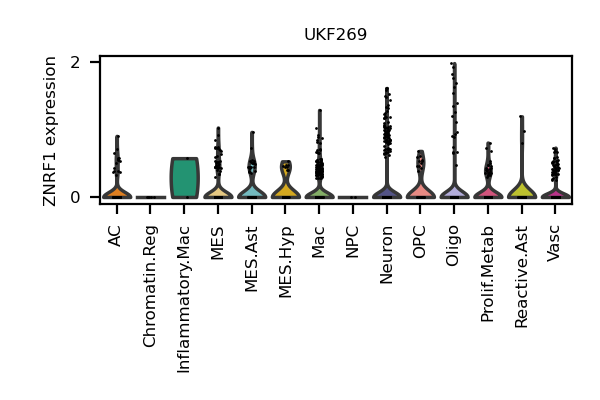 UKF269
ZNRF1 expression
2
0
AC
Chromatin.Reg
Inflammatory.Mac
MES
MES.Ast
MES.Hyp
Mac
NPC
Neuron
OPC
Oligo
Prolif.Metab
Reactive.Ast
Vasc